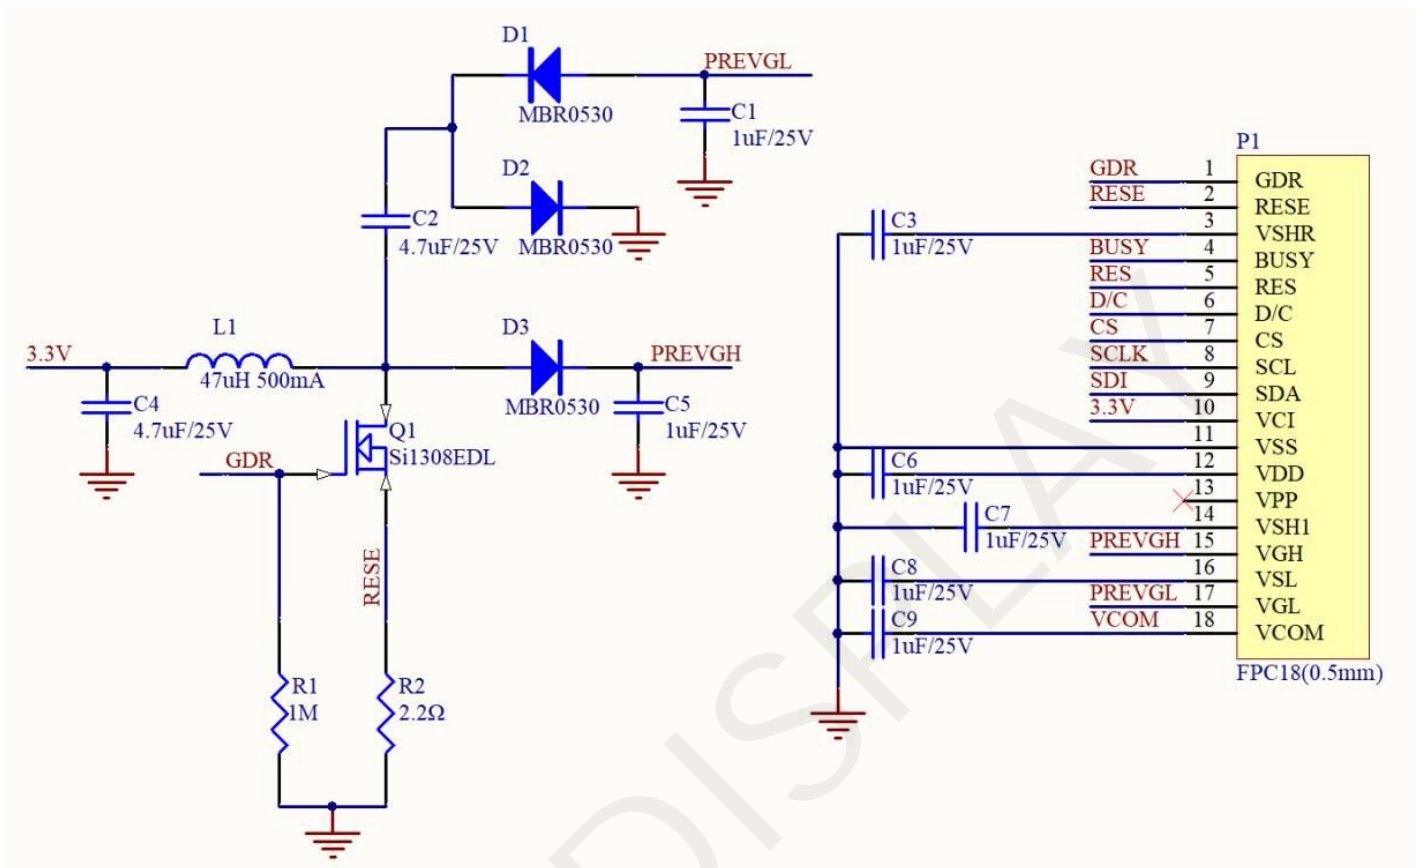 D1
PREVGL
MBR0530
C1
1uF/25V
D2
MBR0530
C2
4.7uF/25V
L1
3.3V
47uH 500mA
D3
PREVGH
MBR0530
C4
4.7uF/25V
C5
1uF/25V
Q1
Si1308EDL
GDR
RESE
R1
1M
R2
2.2Ω
P1
GDR 1 GDR
RESE 2 RESE
C3
1uF/25V
3 VSHR
BUSY 4 BUSY
RES 5 RES
D/C 6 D/C
CS 7 CS
SCLK 8 SCL
SDI 9 SDA
3.3V 10 VCI
11 VSS
C6
1uF/25V
12 VDD
13 VPP
C7
1uF/25V
14 VSH1
PREVGH 15 VGH
C8
1uF/25V
16 VSL
PREVGL 17 VGL
C9
1uF/25V
VCOM 18 VCOM
FPC18(0.5mm)
DISPLAY